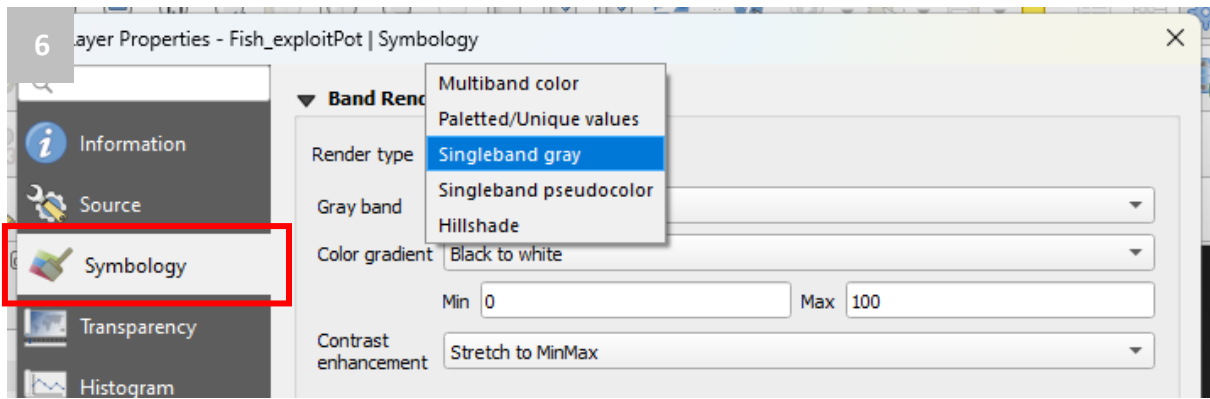 6
ayer Properties - Fish_exploitPot | Symbology
Multiband color
Band Rend
Paletted/Unique values
Information
Render type
Singleband gray
Singleband pseudocolor
Source
Gray band
Hillshade
Symbology
Color gradient Black to white
Min 0 Max 100
Transparency
Contrast
enhancement
Stretch to MinMax
Histogram